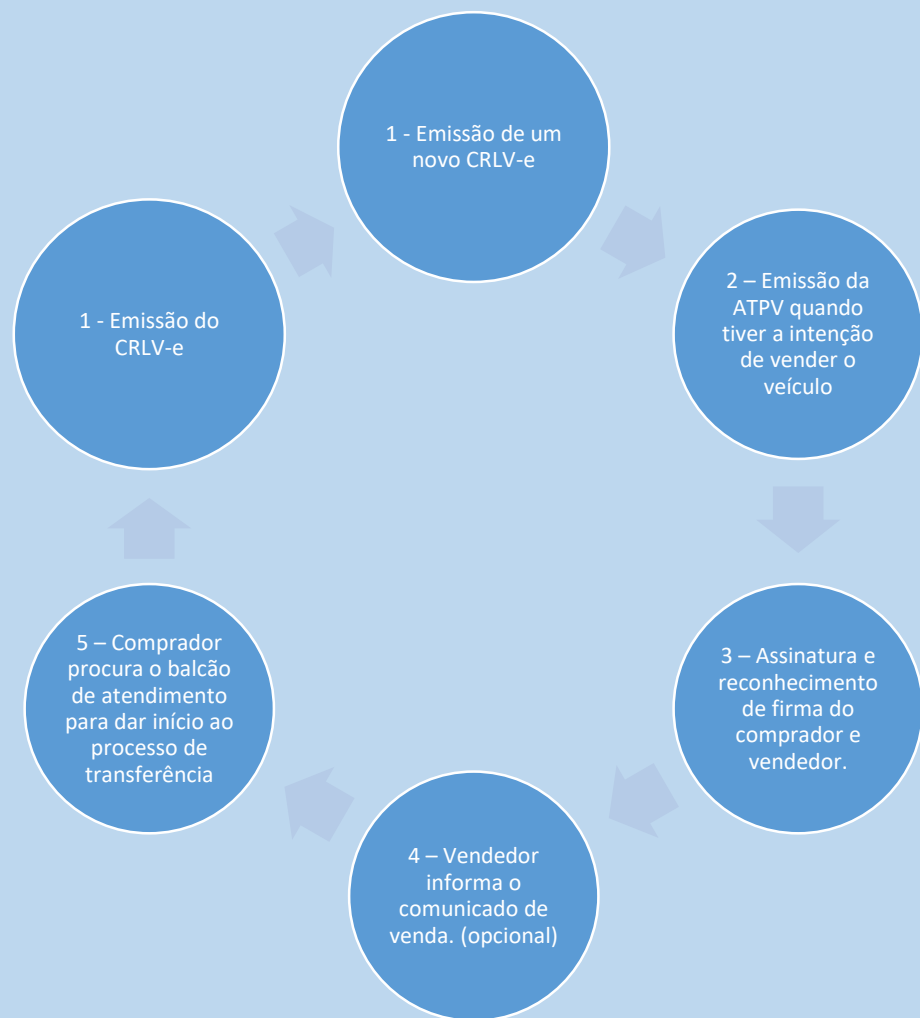 1 - Emissão de um
novo CRLV-e
2 – Emissão da
ATPV quando
tiver a intenção
de vender o
veículo
3 – Assinatura e
reconhecimento
de firma do
comprador e
vendedor.
4 – Vendedor
informa o
comunicado de
venda. (opcional)
5 – Comprador
procura o balcão
de atendimento
para dar início ao
processo de
transferência
1 - Emissão do
CRLV-e